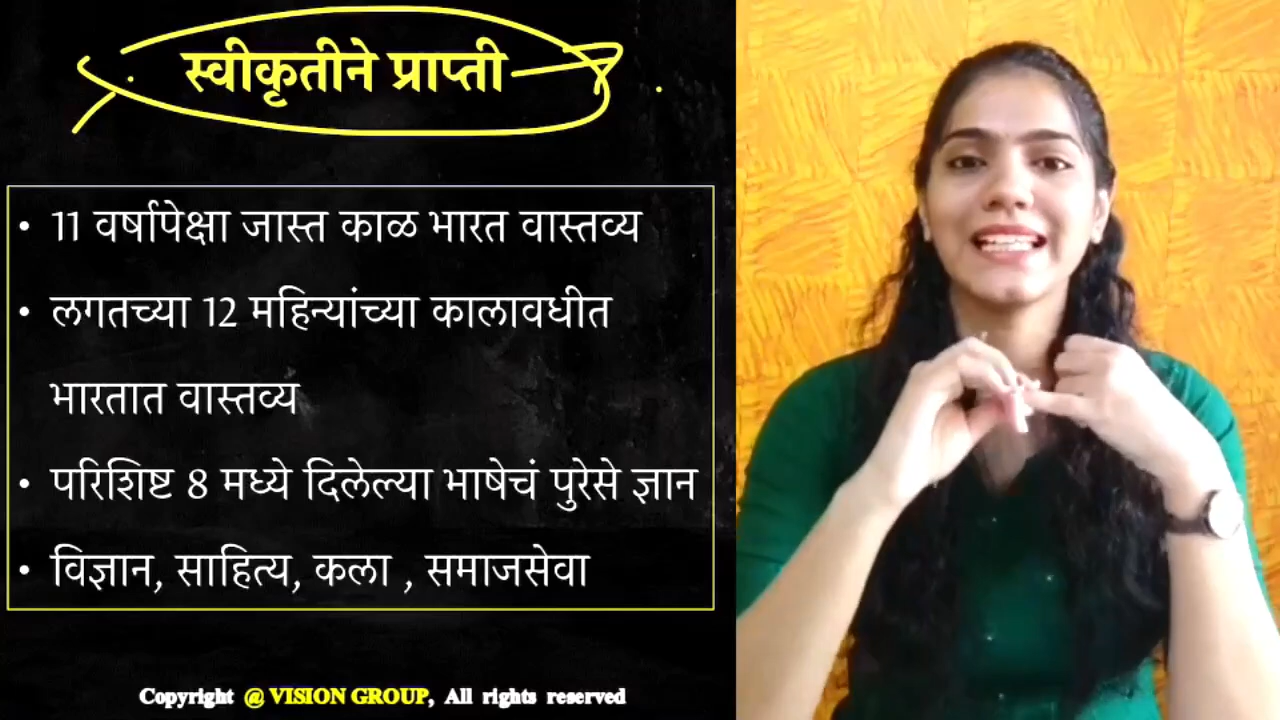 स्वीकृतीने प्राप्ती
• 11 वर्षापेक्षा जास्त काळ भारत वास्तव्य
• लगतच्या 12 महिन्यांच्या कालावधीत
भारतात वास्तव्य
• परिशिष्ट 8 मध्ये दिलेल्या भाषेचं पुरेसे ज्ञान
• विज्ञान, साहित्य, कला , समाजसेवा
Copyright @ VISION GROUP, All rights reserved